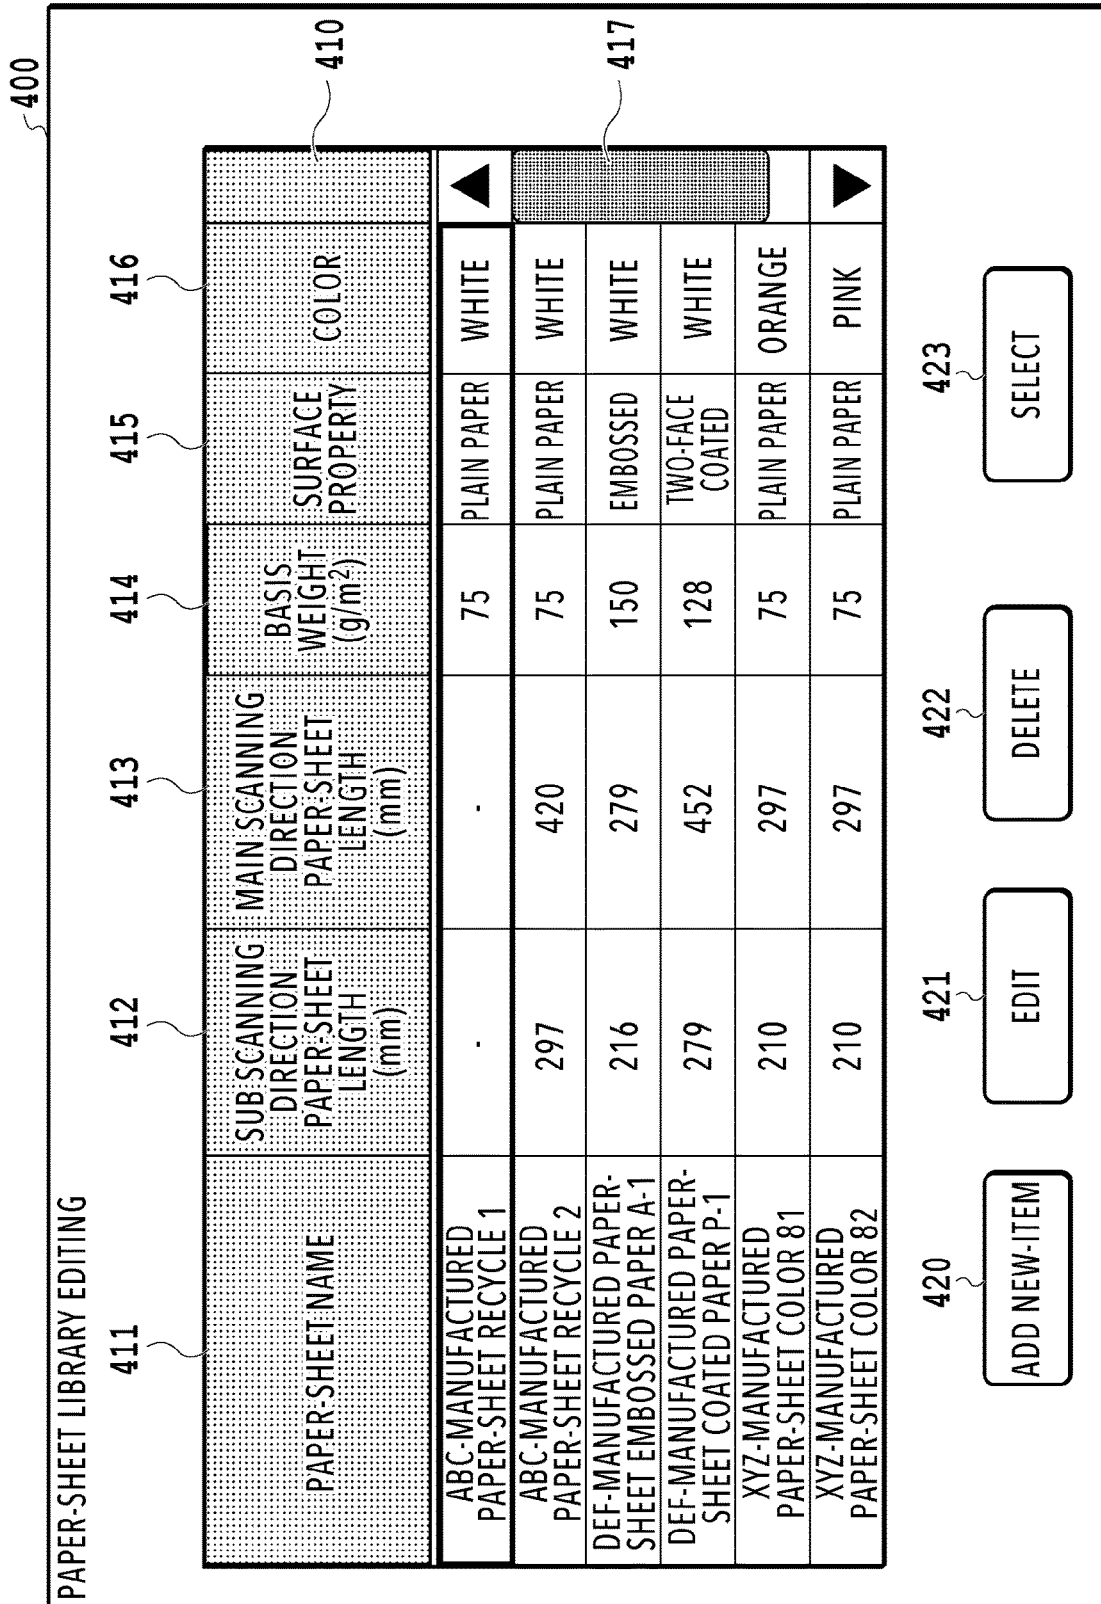 400
PAPER-SHEET LIBRARY EDITING
411
412
413
414
415
416
410
PAPER-SHEET NAME
SUB SCANNING
DIRECTION
PAPER-SHEET
LENGTH
(mm)
MAIN SCANNING
DIRECTION
PAPER-SHEET
LENGTH
(mm)
BASIS
WEIGHT
(g/m²)
SURFACE
PROPERTY
COLOR
ABC-MANUFACTURED
PAPER-SHEET RECYCLE 1
-
-
75
PLAIN PAPER
WHITE
ABC-MANUFACTURED
PAPER-SHEET RECYCLE 2
297
420
75
PLAIN PAPER
WHITE
417
DEF-MANUFACTURED PAPER-
SHEET EMBOSSED PAPER A-1
216
279
150
EMBOSSED
WHITE
DEF-MANUFACTURED PAPER-
SHEET COATED PAPER P-1
279
452
128
TWO-FACE
COATED
WHITE
XYZ-MANUFACTURED
PAPER-SHEET COLOR 81
210
297
75
PLAIN PAPER
ORANGE
XYZ-MANUFACTURED
PAPER-SHEET COLOR 82
210
297
75
PLAIN PAPER
PINK
420
421
422
423
ADD NEW-ITEM
EDIT
DELETE
SELECT